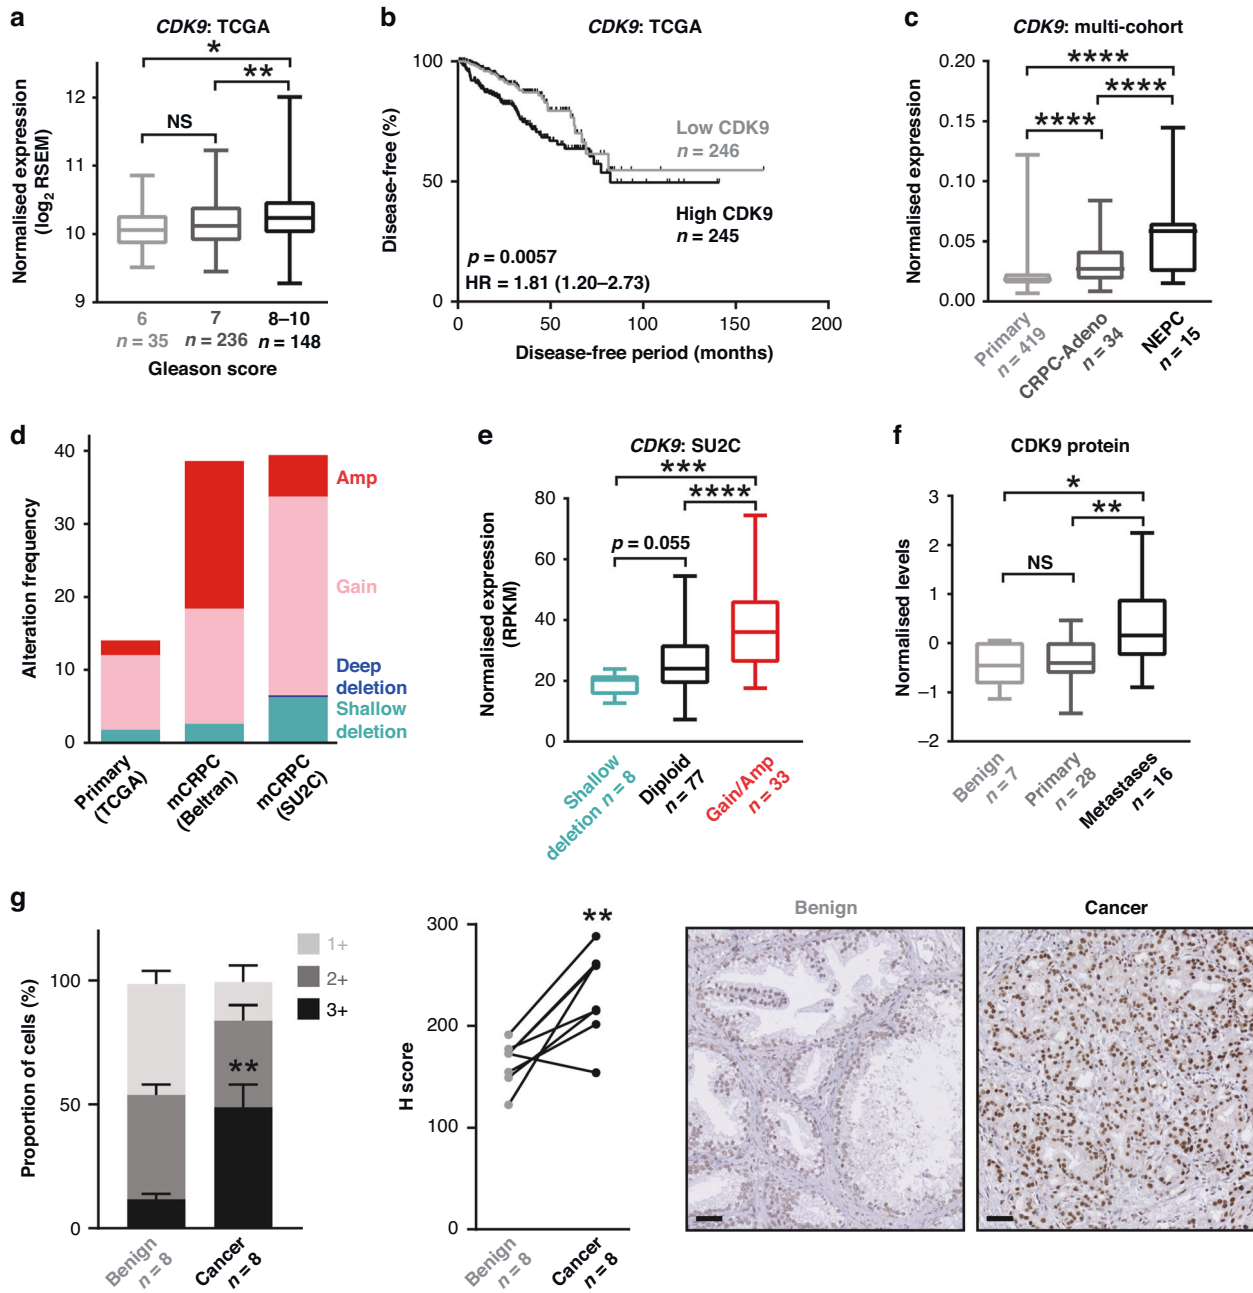 a
CDK9: TCGA
Normalised expression
(log2 RSEM)
12
11
10
9
*
**
NS
6
n = 35
7
n = 236
8–10
n = 148
Gleason score
b
CDK9: TCGA
Disease-free (%)
100
50
0
Low CDK9
n = 246
High CDK9
n = 245
p = 0.0057
HR = 1.81 (1.20–2.73)
0
50
100
150
200
Disease-free period (months)
c
CDK9: multi-cohort
Normalised expression
0.20
0.15
0.10
0.05
0.00
****
****
****
Primary
n = 419
CRPC-Adeno
n = 34
NEPC
n = 15
d
Alteration frequency
40
30
20
10
0
Amp
Gain
Deep
deletion
Shallow
deletion
Primary
(TCGA)
mCRPC
(Beltran)
mCRPC
(SU2C)
e
CDK9: SU2C
Normalised expression
(RPKM)
80
60
40
20
0
***
****
p = 0.055
Shallow
deletion n = 8
Diploid
n = 77
Gain/Amp
n = 33
f
CDK9 protein
Normalised levels
3
2
1
0
–1
–2
*
**
NS
Benign
n = 7
Primary
n = 28
Metastases
n = 16
g
Proportion of cells (%)
100
50
0
**
1+
2+
3+
Benign
n = 8
Cancer
n = 8
H score
300
200
100
0
**
Benign
n = 8
Cancer
n = 8
Benign
Cancer